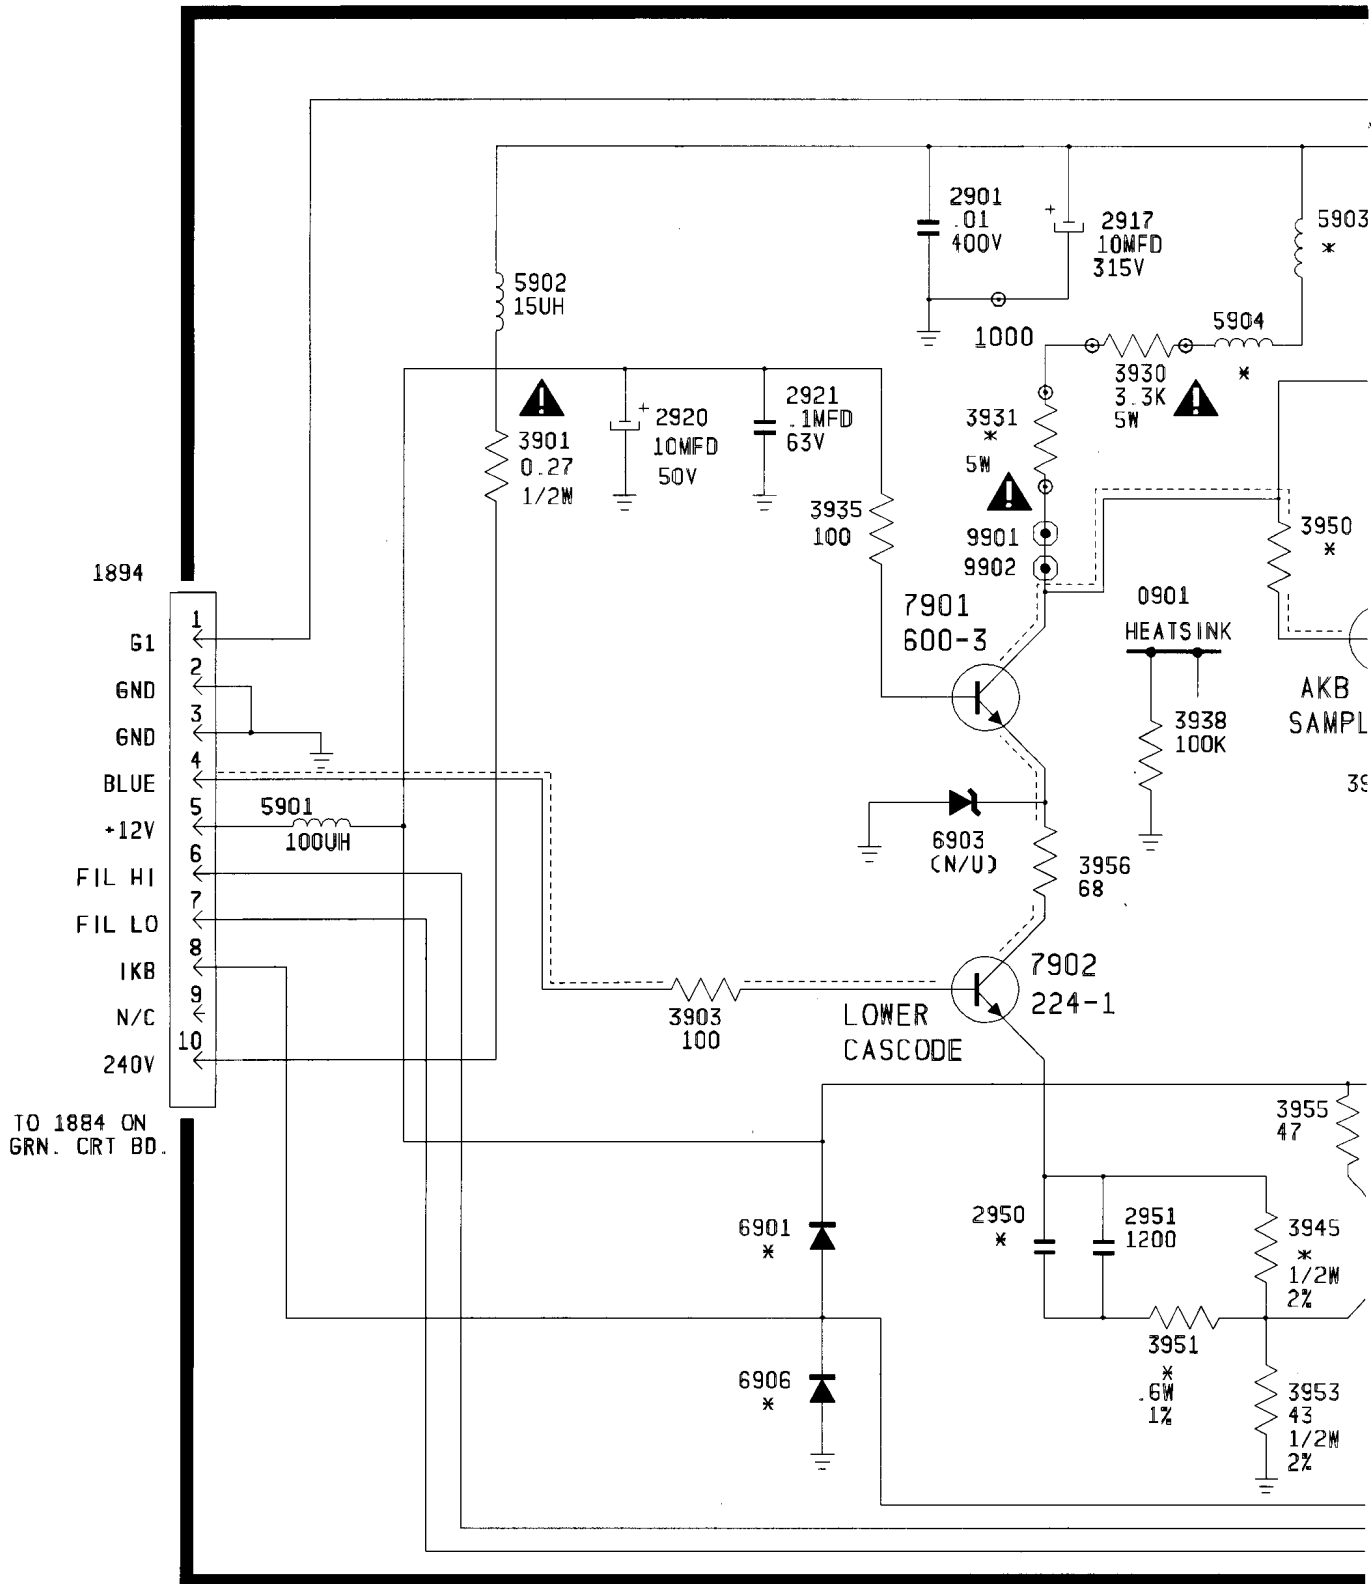 2901
.01
400V
+
2917
10MFD
315V
5903
*
5902
15UH
1000
5904
*
3930
3.3K
5W
3901
0.27
1/2W
+
2920
10MFD
50V
2921
.1MFD
63V
3931
*
5W
3935
100
9901
9902
3950
*
1894
7901
600-3
0901
HEATSINK
3938
100K
AKB
SAMPL
39
1
G1
2
GND
3
GND
4
BLUE
5
+12V
6
FIL HI
7
FIL LO
8
IKB
9
N/C
10
240V
5901
100UH
6903
(N/U)
3956
68
7902
224-1
3903
100
LOWER
CASCODE
TO 1884 ON
GRN. CRT BD.
3955
47
6901
*
2950
*
2951
1200
3945
*
1/2W
2%
3951
*
.6W
1%
6906
*
3953
43
1/2W
2%